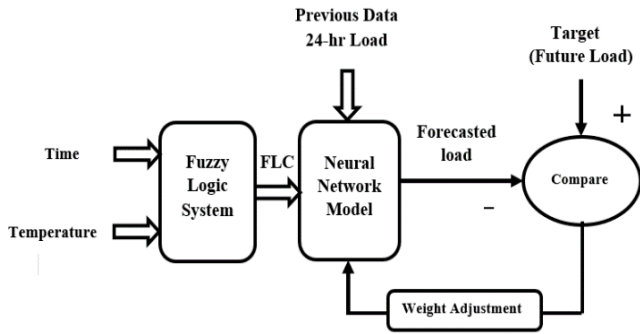 Previous Data
24-hr Load
Target
(Future Load)
+
Time
Temperature
Fuzzy
Logic
System
FLC
Neural
Network
Model
Forecasted
load
–
Compare
Weight Adjustment